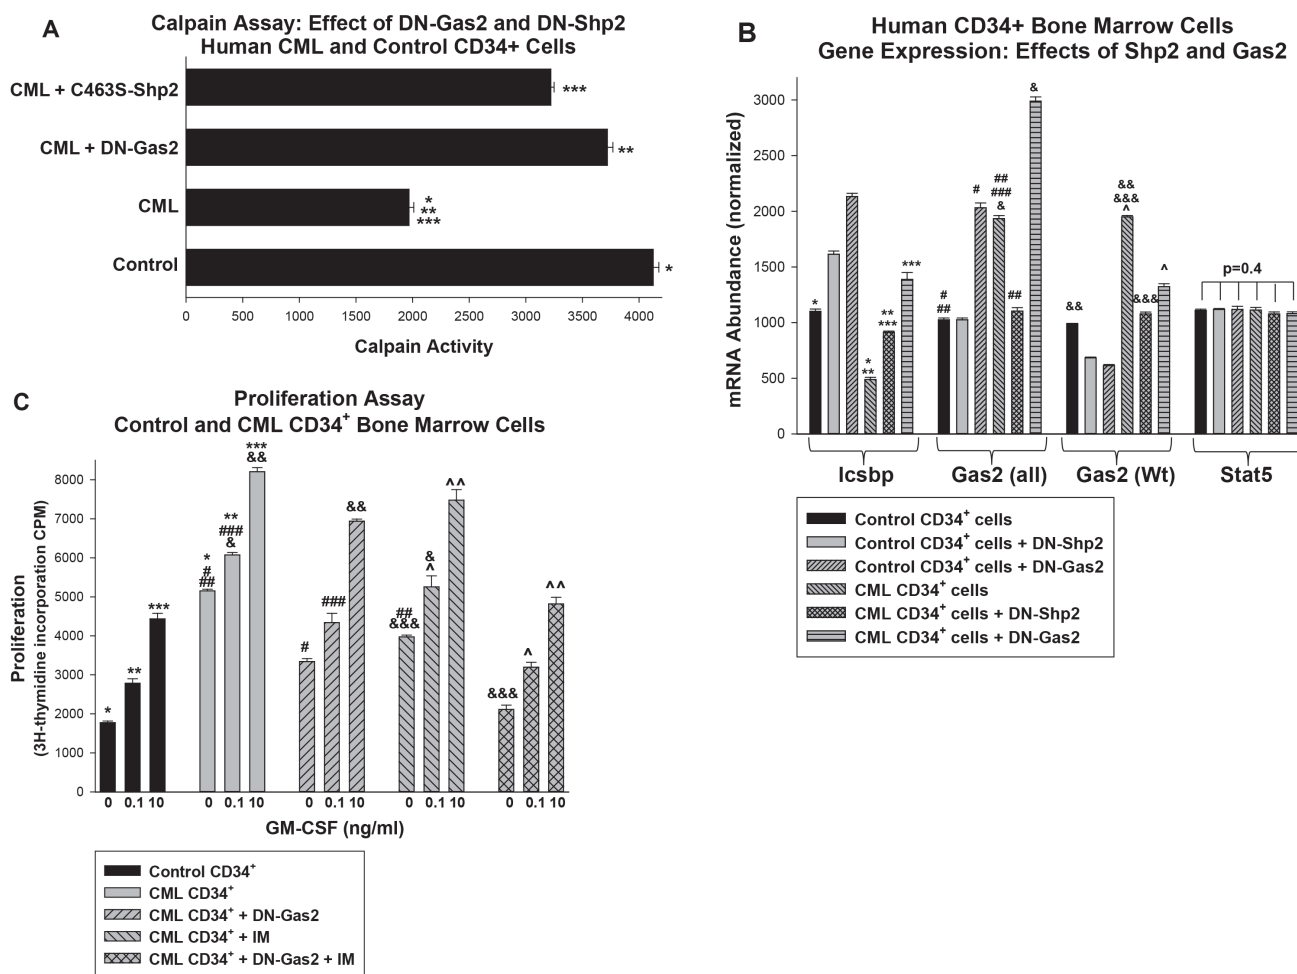 A
Calpain Assay: Effect of DN-Gas2 and DN-Shp2
Human CML and Control CD34+ Cells
CML + C463S-Shp2
***
CML + DN-Gas2
**
CML
*
**
***
Control
*
0 500 1000 1500 2000 2500 3000 3500 4000
Calpain Activity
B
Human CD34+ Bone Marrow Cells
Gene Expression: Effects of Shp2 and Gas2
mRNA Abundance (normalized)
3000
2500
2000
1500
1000
500
0
*
*
**
**
***
***
#
##
#
##
###
&
##
&
&&
&&
&&&
^
&&&
^
p=0.4
Icsbp Gas2 (all) Gas2 (Wt) Stat5
Control CD34+ cells
Control CD34+ cells + DN-Shp2
Control CD34+ cells + DN-Gas2
CML CD34+ cells
CML CD34+ cells + DN-Shp2
CML CD34+ cells + DN-Gas2
C
Proliferation Assay
Control and CML CD34+ Bone Marrow Cells
Proliferation
(3H-thymidine incorporation CPM)
8000
7000
6000
5000
4000
3000
2000
1000
0
*
**
***
*
#
##
**
###
&
***
&&
#
###
&&
##
&&&
&
^
^^
&&&
^
^^
0 0.1 10 0 0.1 10 0 0.1 10 0 0.1 10 0 0.1 10
GM-CSF (ng/ml)
Control CD34+
CML CD34+
CML CD34+ + DN-Gas2
CML CD34+ + IM
CML CD34+ + DN-Gas2 + IM